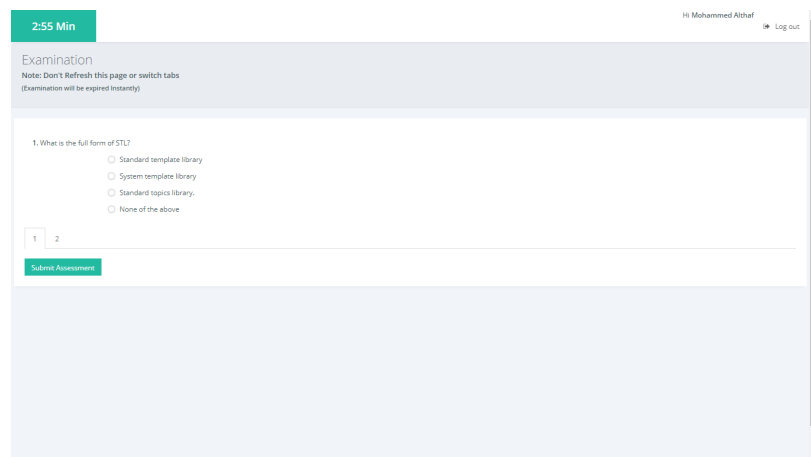 2:55 Min
Hi Mohammed Althaf
Log out
Examination
Note: Don't Refresh this page or switch tabs
(Examination will be expired Instantly)
1. What is the full form of STL?
Standard template library
System template library
Standard topics library.
None of the above
1 2
Submit Assessment